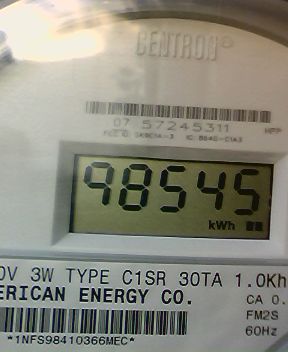 CENTRON®
07 57245311
98545
kWh
0V 3W TYPE C1SR 30TA 1.0Kh
ERICAN ENERGY CO.
CA 0.
FM2S
60Hz
*1NFS98410366MEC*